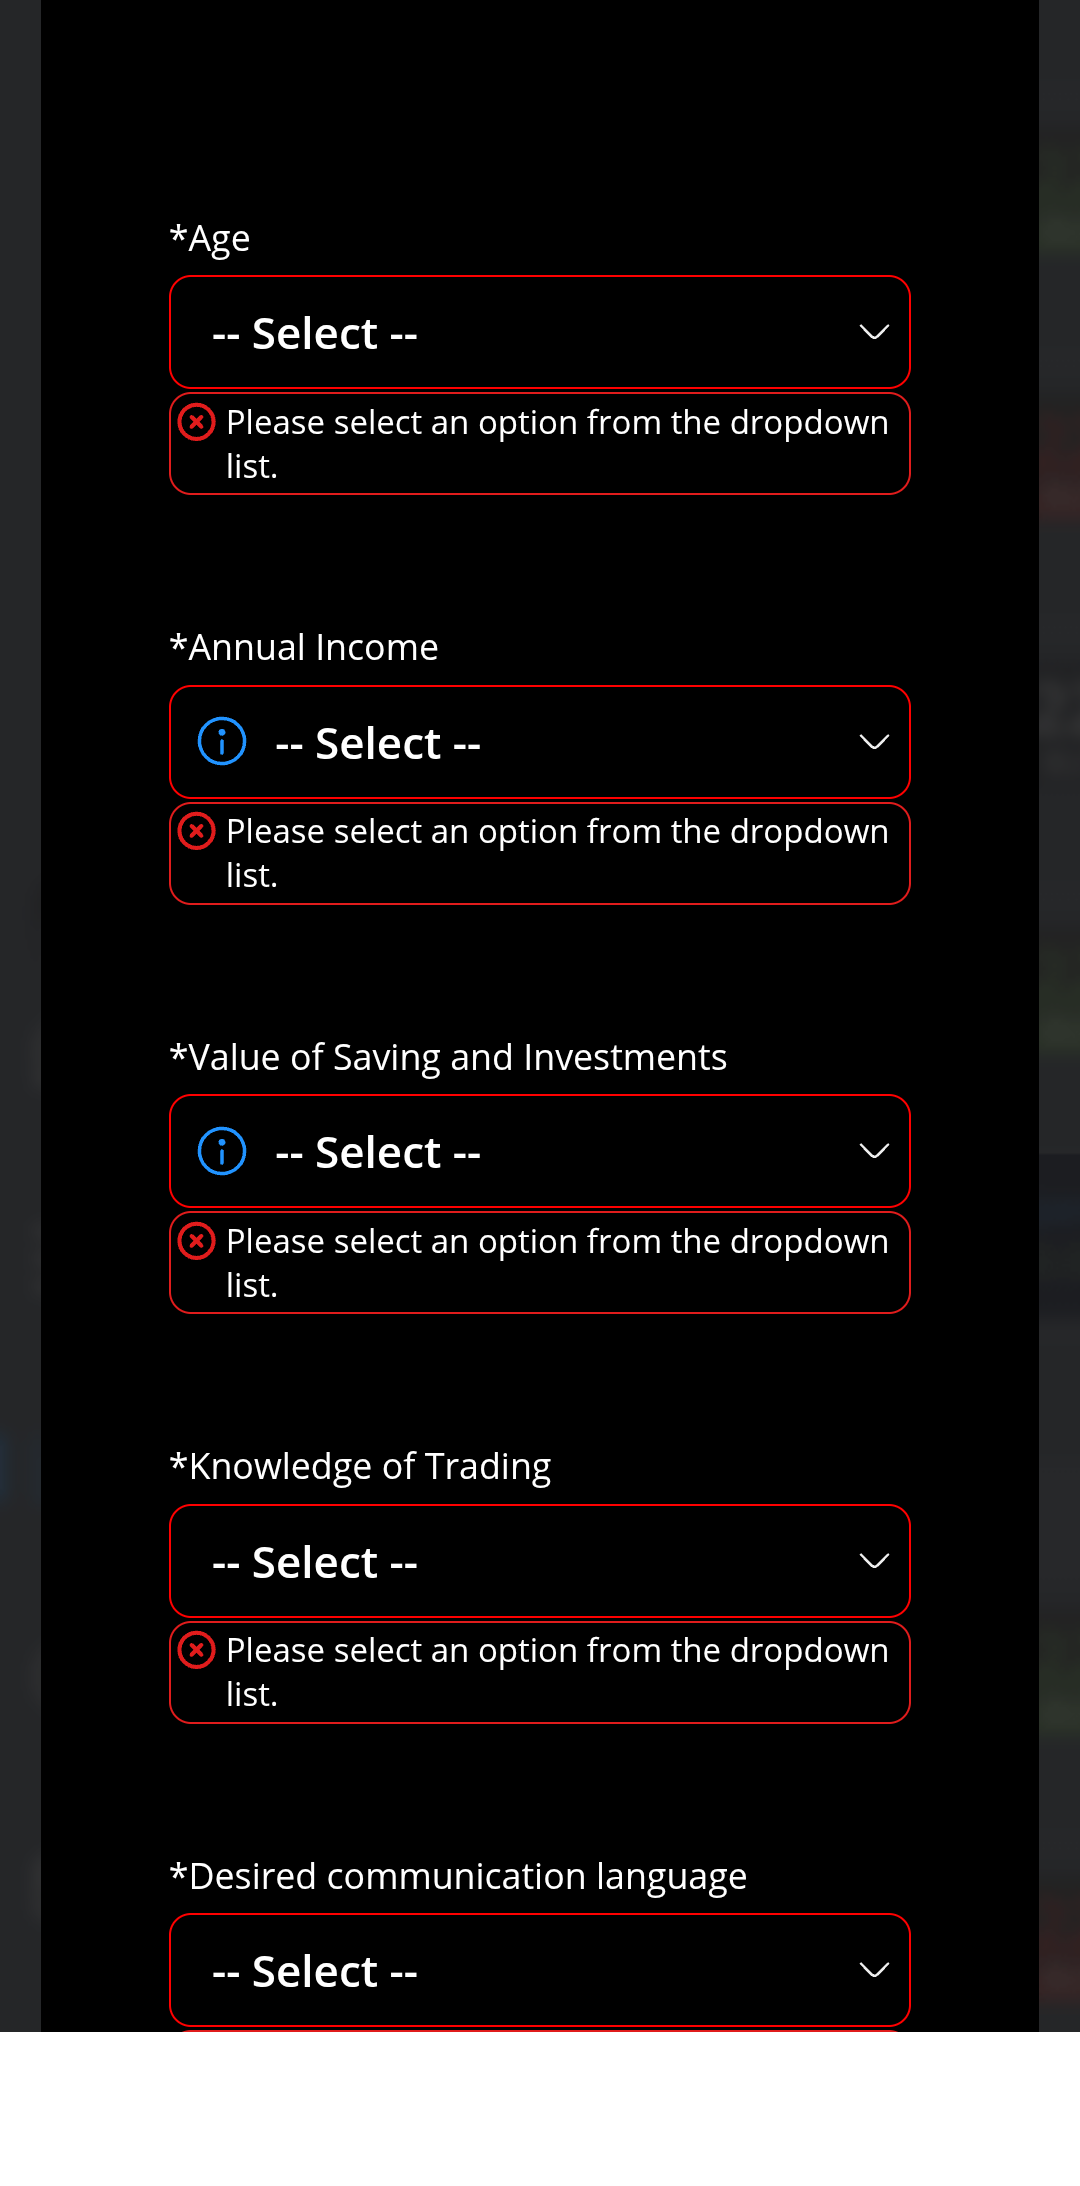 *Age
-- Select --
Please select an option from the dropdown
list.
*Annual Income
-- Select --
Please select an option from the dropdown
list.
*Value of Saving and Investments
-- Select --
Please select an option from the dropdown
list.
*Knowledge of Trading
-- Select --
Please select an option from the dropdown
list.
*Desired communication language
-- Select --